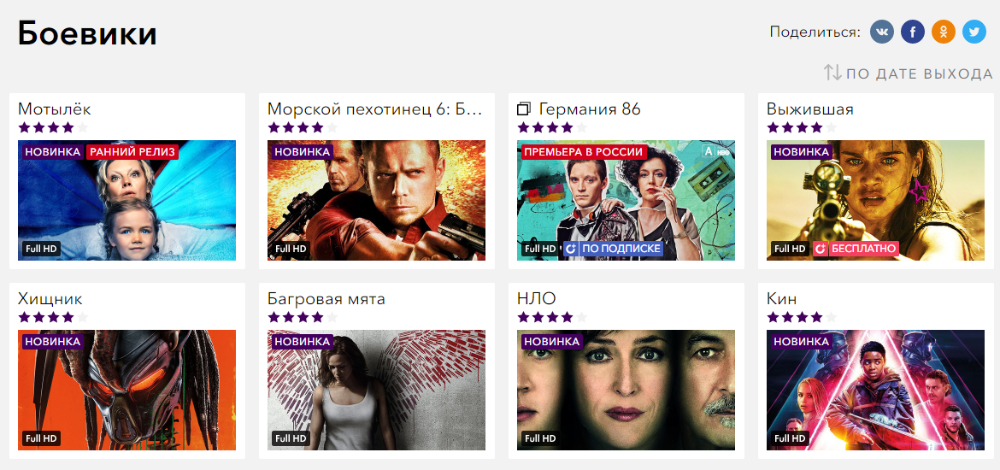 Боевики
Поделиться:
ПО ДАТЕ ВЫХОДА
Мотылёк
НОВИНКА РАННИЙ РЕЛИЗ
Full HD
Морской пехотинец 6: Б...
НОВИНКА
Full HD
Германия 86
ПРЕМЬЕРА В РОССИИ
A HBO
Full HD ПО ПОДПИСКЕ
Выжившая
НОВИНКА
Full HD БЕСПЛАТНО
Хищник
НОВИНКА
Full HD
Багровая мята
НОВИНКА
Full HD
НЛО
НОВИНКА
Full HD
Кин
НОВИНКА
Full HD